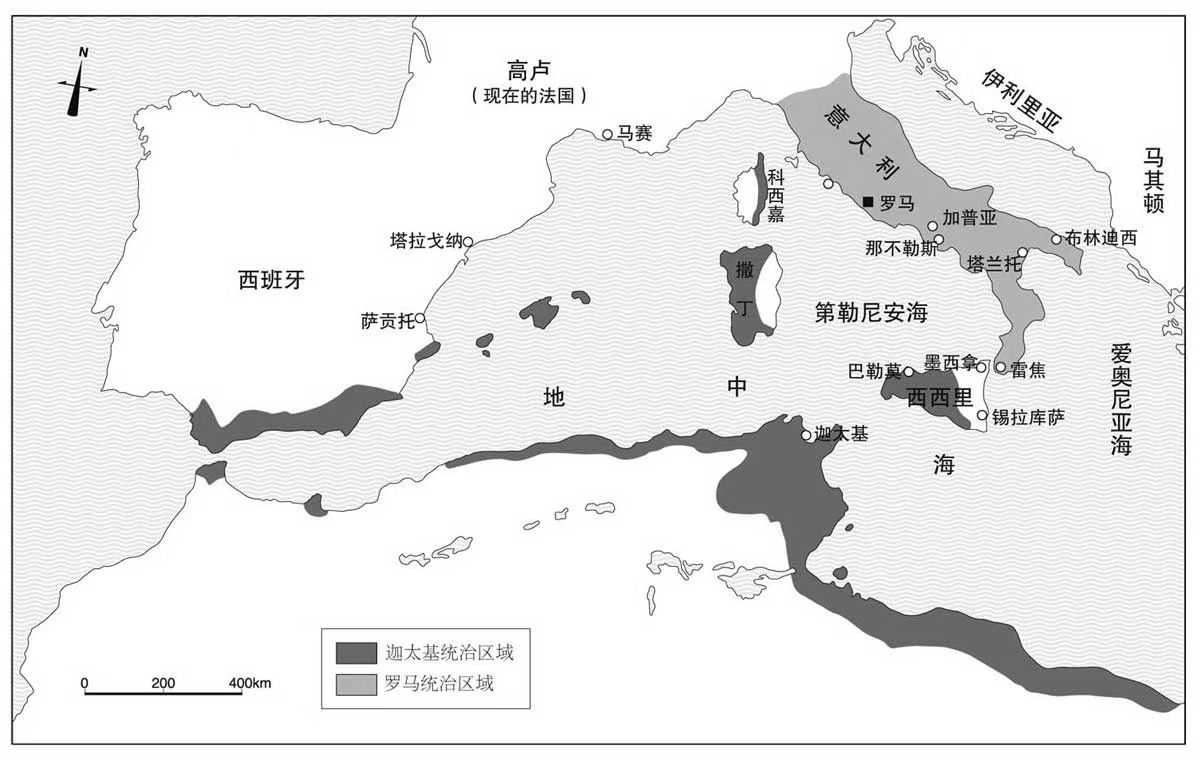 N
高卢
（现在的法国）
伊利里亚
意大利
马赛
马其顿
科西嘉
罗马
加普亚
塔拉戈纳
那不勒斯
布林迪西
塔兰托
西班牙
撒丁
萨贡托
第勒尼安海
爱奥尼亚海
墨西拿
巴勒莫
雷焦
地中海
西西里
锡拉库萨
迦太基
迦太基统治区域
罗马统治区域
0 200 400km